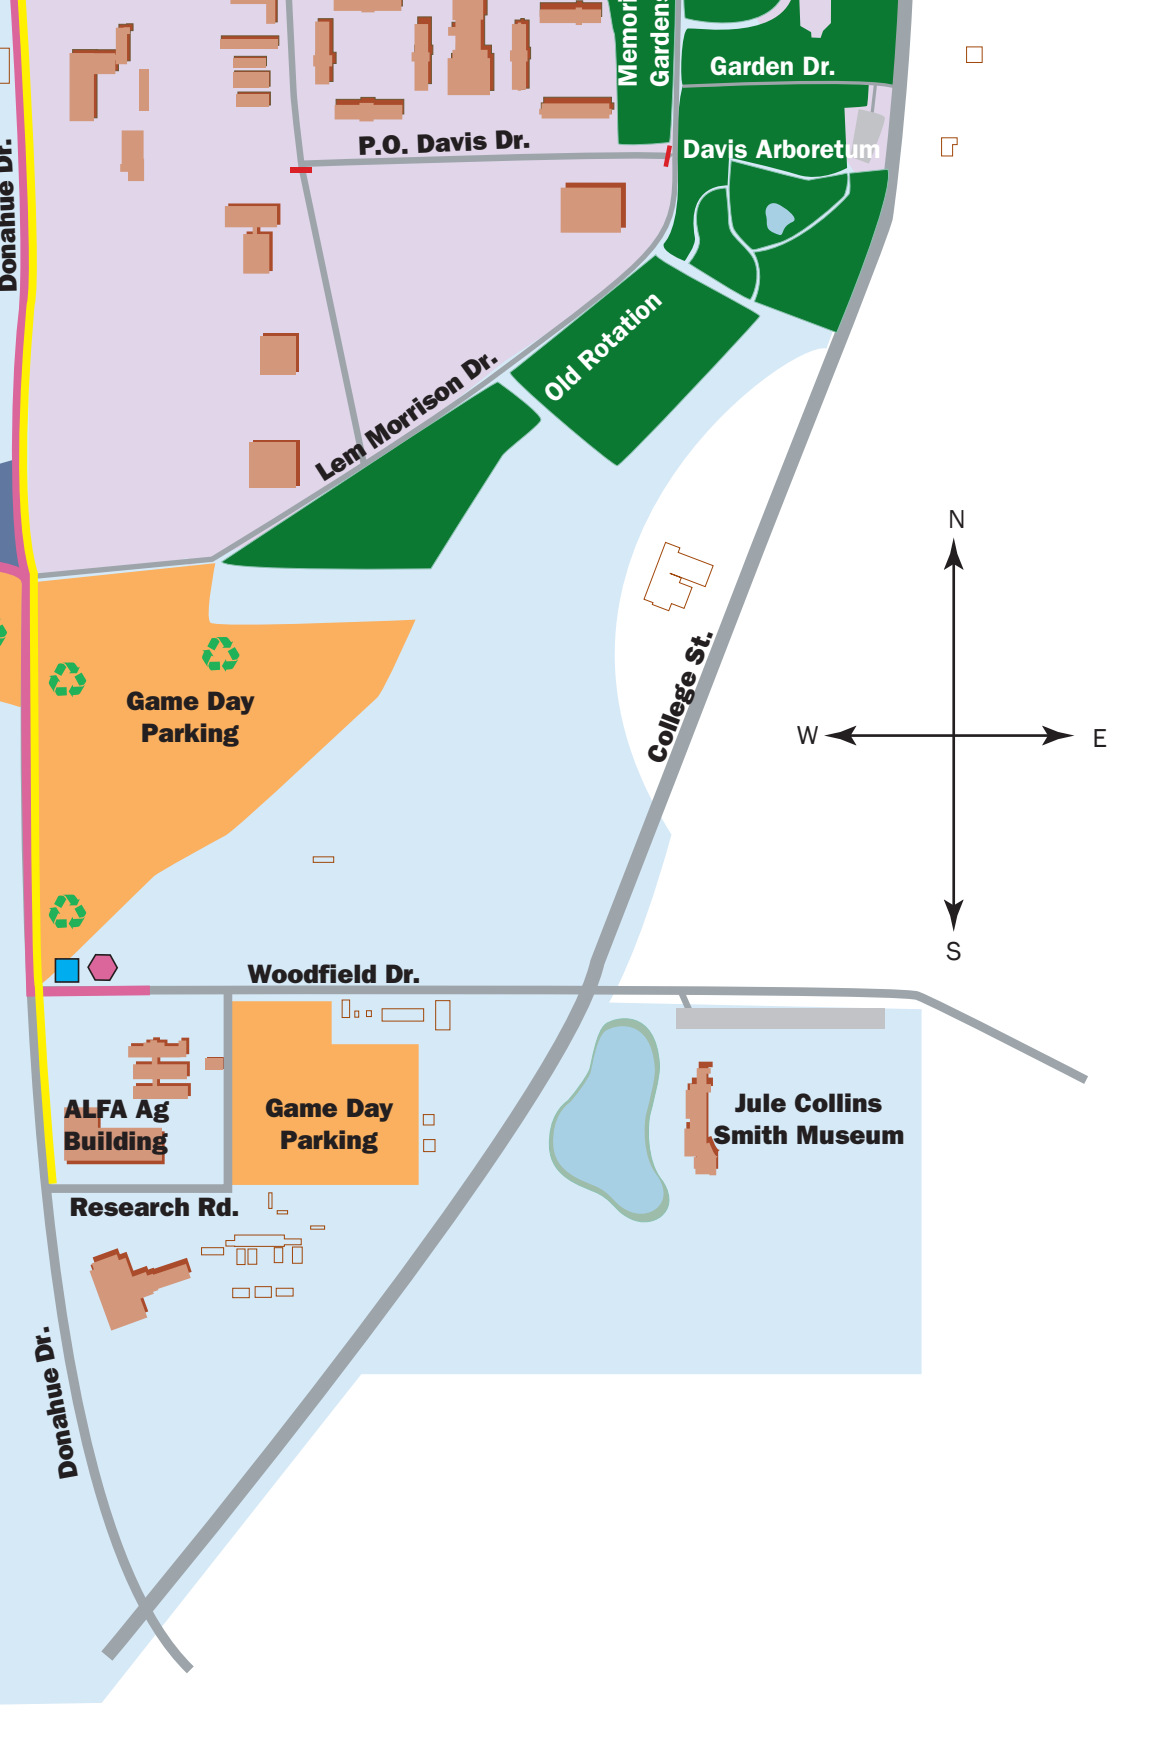 Memori
Gardens
Garden Dr.
P.O. Davis Dr.
Davis Arboretum
Donahue Dr.
Old Rotation
Lem Morrison Dr.
N
W
E
S
College St.
Game Day
Parking
Woodfield Dr.
ALFA Ag
Building
Game Day
Parking
Jule Collins
Smith Museum
Research Rd.
Donahue Dr.